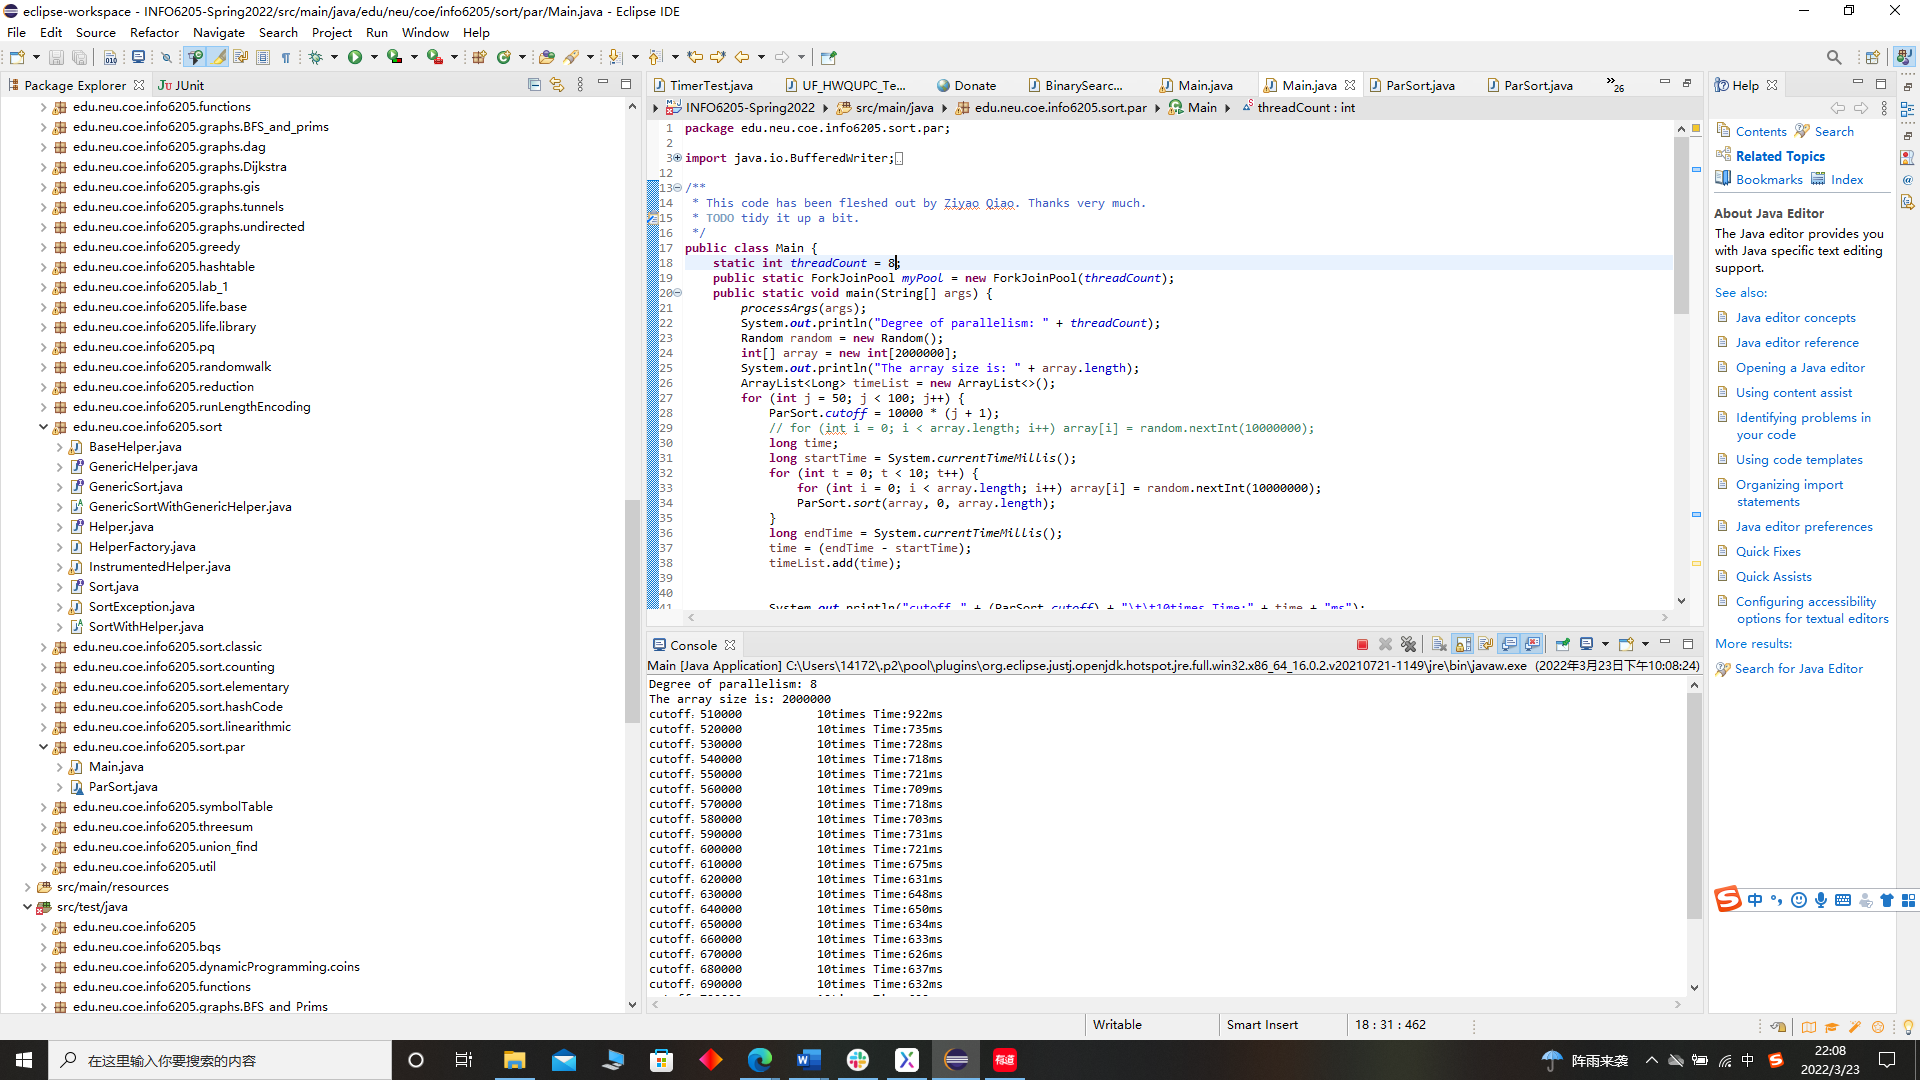 eclipse-workspace - INFO6205-Spring2022/src/main/java/edu/neu/coe/info6205/sort/par/Main.java - Eclipse IDE
File Edit Source Refactor Navigate Search Project Run Window Help
Package Explorer
JUnit
edu.neu.coe.info6205.functions
edu.neu.coe.info6205.graphs.BFS_and_prims
edu.neu.coe.info6205.graphs.dag
edu.neu.coe.info6205.graphs.Dijkstra
edu.neu.coe.info6205.graphs.gis
edu.neu.coe.info6205.graphs.tunnels
edu.neu.coe.info6205.graphs.undirected
edu.neu.coe.info6205.greedy
edu.neu.coe.info6205.hashtable
edu.neu.coe.info6205.lab_1
edu.neu.coe.info6205.life.base
edu.neu.coe.info6205.life.library
edu.neu.coe.info6205.pq
edu.neu.coe.info6205.randomwalk
edu.neu.coe.info6205.reduction
edu.neu.coe.info6205.runLengthEncoding
edu.neu.coe.info6205.sort
BaseHelper.java
GenericHelper.java
GenericSort.java
GenericSortWithGenericHelper.java
Helper.java
HelperFactory.java
InstrumentedHelper.java
Sort.java
SortException.java
SortWithHelper.java
edu.neu.coe.info6205.sort.classic
edu.neu.coe.info6205.sort.counting
edu.neu.coe.info6205.sort.elementary
edu.neu.coe.info6205.sort.hashCode
edu.neu.coe.info6205.sort.linearithmic
edu.neu.coe.info6205.sort.par
Main.java
ParSort.java
edu.neu.coe.info6205.symbolTable
edu.neu.coe.info6205.threesum
edu.neu.coe.info6205.union_find
edu.neu.coe.info6205.util
src/main/resources
src/test/java
edu.neu.coe.info6205
edu.neu.coe.info6205.bqs
edu.neu.coe.info6205.dynamicProgramming.coins
edu.neu.coe.info6205.functions
edu.neu.coe.info6205.graphs.BFS_and_Prims
TimerTest.java UF_HWQUPC_Te... Donate BinarySearc... Main.java Main.java ParSort.java ParSort.java »26
INFO6205-Spring2022 src/main/java edu.neu.coe.info6205.sort.par Main threadCount : int
1 package edu.neu.coe.info6205.sort.par;
2
3 import java.io.BufferedWriter;
12
13 /**
14 * This code has been fleshed out by Ziyao Qiao. Thanks very much.
15 * TODO tidy it up a bit.
16 */
17 public class Main {
18 static int threadCount = 8;
19 public static ForkJoinPool myPool = new ForkJoinPool(threadCount);
20 public static void main(String[] args) {
21 processArgs(args);
22 System.out.println("Degree of parallelism: " + threadCount);
23 Random random = new Random();
24 int[] array = new int[2000000];
25 System.out.println("The array size is: " + array.length);
26 ArrayList<Long> timeList = new ArrayList<>();
27 for (int j = 50; j < 100; j++) {
28 ParSort.cutoff = 10000 * (j + 1);
29 // for (int i = 0; i < array.length; i++) array[i] = random.nextInt(10000000);
30 long time;
31 long startTime = System.currentTimeMillis();
32 for (int t = 0; t < 10; t++) {
33 for (int i = 0; i < array.length; i++) array[i] = random.nextInt(10000000);
34 ParSort.sort(array, 0, array.length);
35 }
36 long endTime = System.currentTimeMillis();
37 time = (endTime - startTime);
38 timeList.add(time);
39
40
41 System.out.println("cutoff：" + (ParSort.cutoff) + "\t\t10times Time:" + time + "ms");
Console
Main [Java Application] C:\Users\14172\.p2\pool\plugins\org.eclipse.justj.openjdk.hotspot.jre.full.win32.x86_64_16.0.2.v20210721-1149\jre\bin\javaw.exe (2022年3月23日下午10:08:24)
Degree of parallelism: 8
The array size is: 2000000
cutoff：510000 10times Time:922ms
cutoff：520000 10times Time:735ms
cutoff：530000 10times Time:728ms
cutoff：540000 10times Time:718ms
cutoff：550000 10times Time:721ms
cutoff：560000 10times Time:709ms
cutoff：570000 10times Time:718ms
cutoff：580000 10times Time:703ms
cutoff：590000 10times Time:731ms
cutoff：600000 10times Time:721ms
cutoff：610000 10times Time:675ms
cutoff：620000 10times Time:631ms
cutoff：630000 10times Time:648ms
cutoff：640000 10times Time:650ms
cutoff：650000 10times Time:634ms
cutoff：660000 10times Time:633ms
cutoff：670000 10times Time:626ms
cutoff：680000 10times Time:637ms
cutoff：690000 10times Time:632ms
Help
Contents Search
Related Topics
Bookmarks Index
About Java Editor
The Java editor provides you
with Java specific text editing
support.
See also:
Java editor concepts
Java editor reference
Opening a Java editor
Using content assist
Identifying problems in
your code
Using code templates
Organizing import
statements
Java editor preferences
Quick Fixes
Quick Assists
Configuring accessibility
options for textual editors
More results:
Search for Java Editor
中
Writable Smart Insert 18 : 31 : 462
在这里输入你要搜索的内容
有道
阵雨来袭
中
22:08
2022/3/23